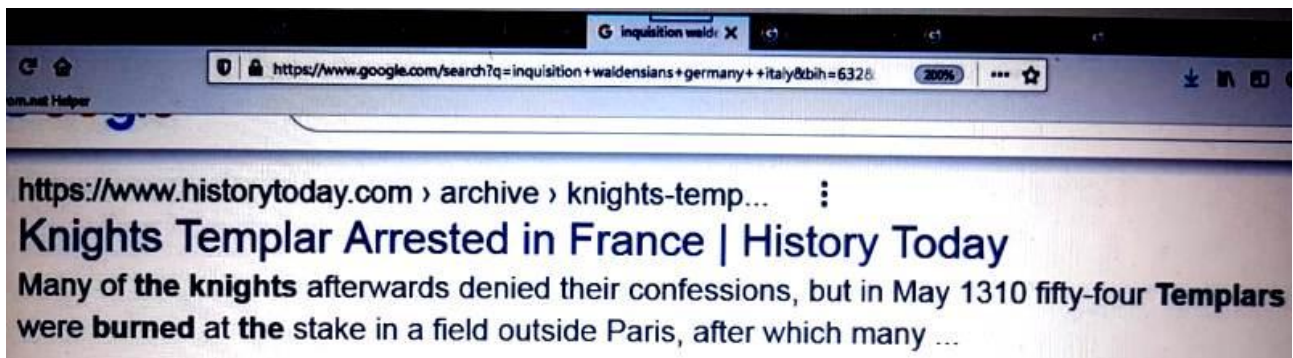 G inquisition wald
https://www.google.com/search?q=inquisition+waldensians+germany++italy&bih=632&
200%
om.net Helper
https://www.historytoday.com › archive › knights-temp...
Knights Templar Arrested in France | History Today
Many of the knights afterwards denied their confessions, but in May 1310 fifty-four Templars
were burned at the stake in a field outside Paris, after which many ...